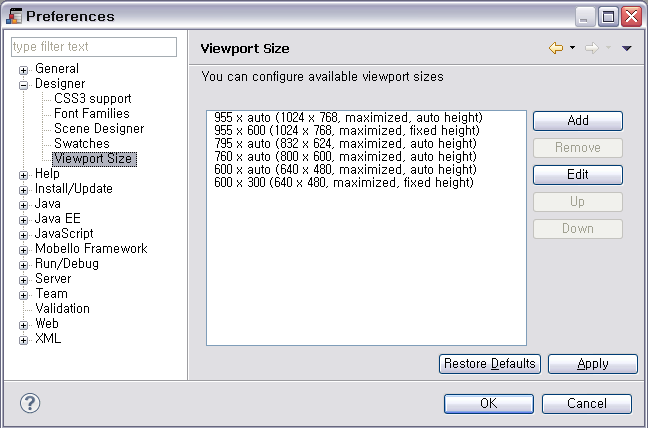 Preferences
type filter text
General
Designer
CSS3 support
Font Families
Scene Designer
Swatches
Viewport Size
Help
Install/Update
Java
Java EE
JavaScript
Mobello Framework
Run/Debug
Server
Team
Validation
Web
XML
Viewport Size
You can configure available viewport sizes
955 x auto (1024 x 768, maximized, auto height)
955 x 600 (1024 x 768, maximized, fixed height)
795 x auto (832 x 624, maximized, auto height)
760 x auto (800 x 600, maximized, auto height)
600 x auto (640 x 480, maximized, auto height)
600 x 300 (640 x 480, maximized, fixed height)
Add
Remove
Edit
Up
Down
Restore Defaults
Apply
OK
Cancel